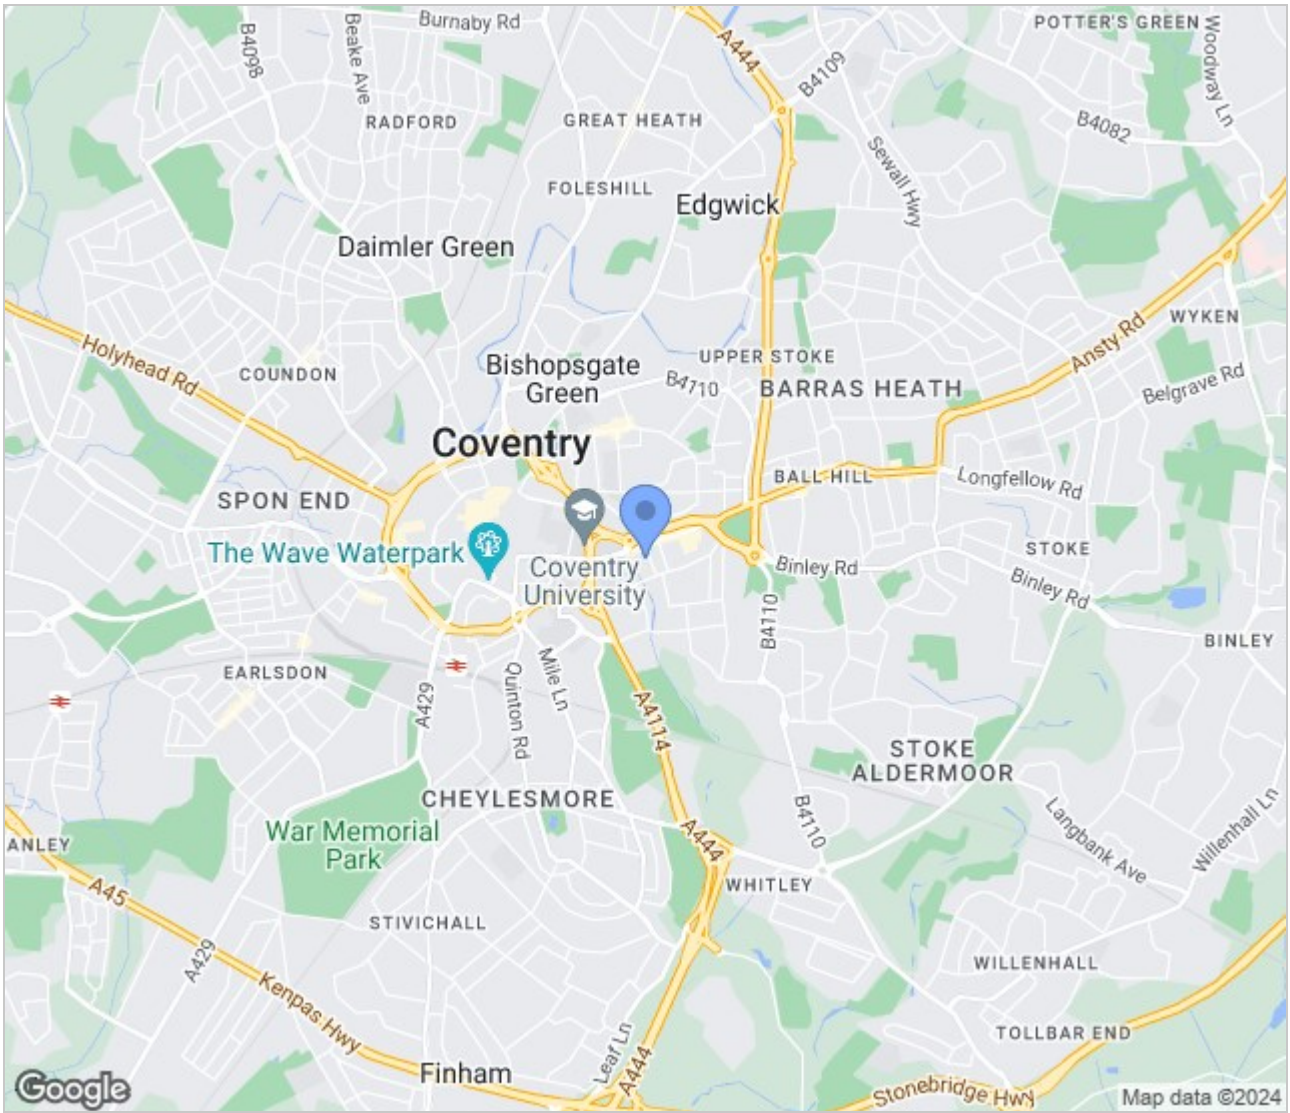 Burnaby Rd
POTTER'S GREEN
B4098
Beake Ave
A444
B4109
Woodway Ln
RADFORD
GREAT HEATH
B4082
Sewall Hwy
FOLESHILL
Edgwick
Daimler Green
WYKEN
Holyhead Rd
Ansty Rd
UPPER STOKE
COUNDON
Bishopsgate
Green
B4110
BARRAS HEATH
Belgrave Rd
Coventry
BALL HILL
Longfellow Rd
SPON END
The Wave Waterpark
STOKE
Coventry
University
Binley Rd
Binley Rd
B4110
BINLEY
EARLSDON
Mile Ln
Quinton Rd
A429
A4114
STOKE
ALDERMOOR
CHEYLESMORE
War Memorial
Park
B4110
Langbank Ave
Willenhall Ln
ANLEY
A444
A45
WHITLEY
STIVICHALL
A429
WILLENHALL
Kenpas Hwy
TOLLBAR END
Leaf Ln
Finham
A444
Stonebridge Hwy
Google
Map data ©2024